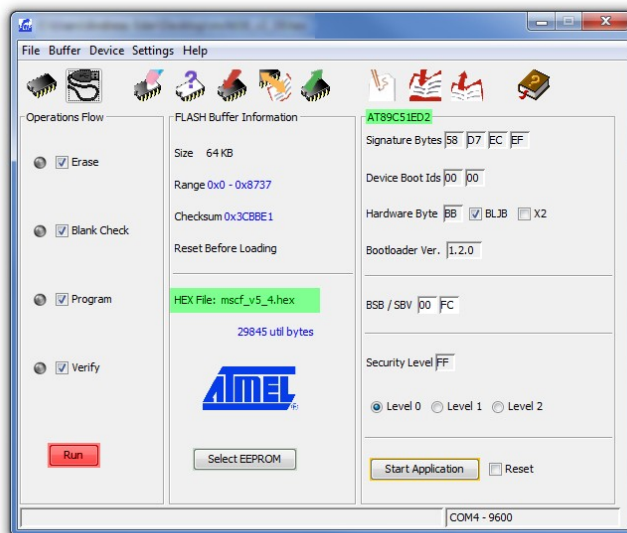 File Buffer Device Settings Help
Operations Flow
Erase
Blank Check
Program
Verify
Run
FLASH Buffer Information
Size 64 KB
Range 0x0 - 0x8737
Checksum 0x3CBBE1
Reset Before Loading
HEX File: mscf_v5_4.hex
29845 util bytes
ATMEL
Select EEPROM
AT89C51ED2
Signature Bytes 58 D7 EC EF
Device Boot Ids 00 00
Hardware Byte BB BLJB X2
Bootloader Ver. 1.2.0
BSB / SBV 00 FC
Security Level FF
Level 0 Level 1 Level 2
Start Application Reset
COM4 - 9600